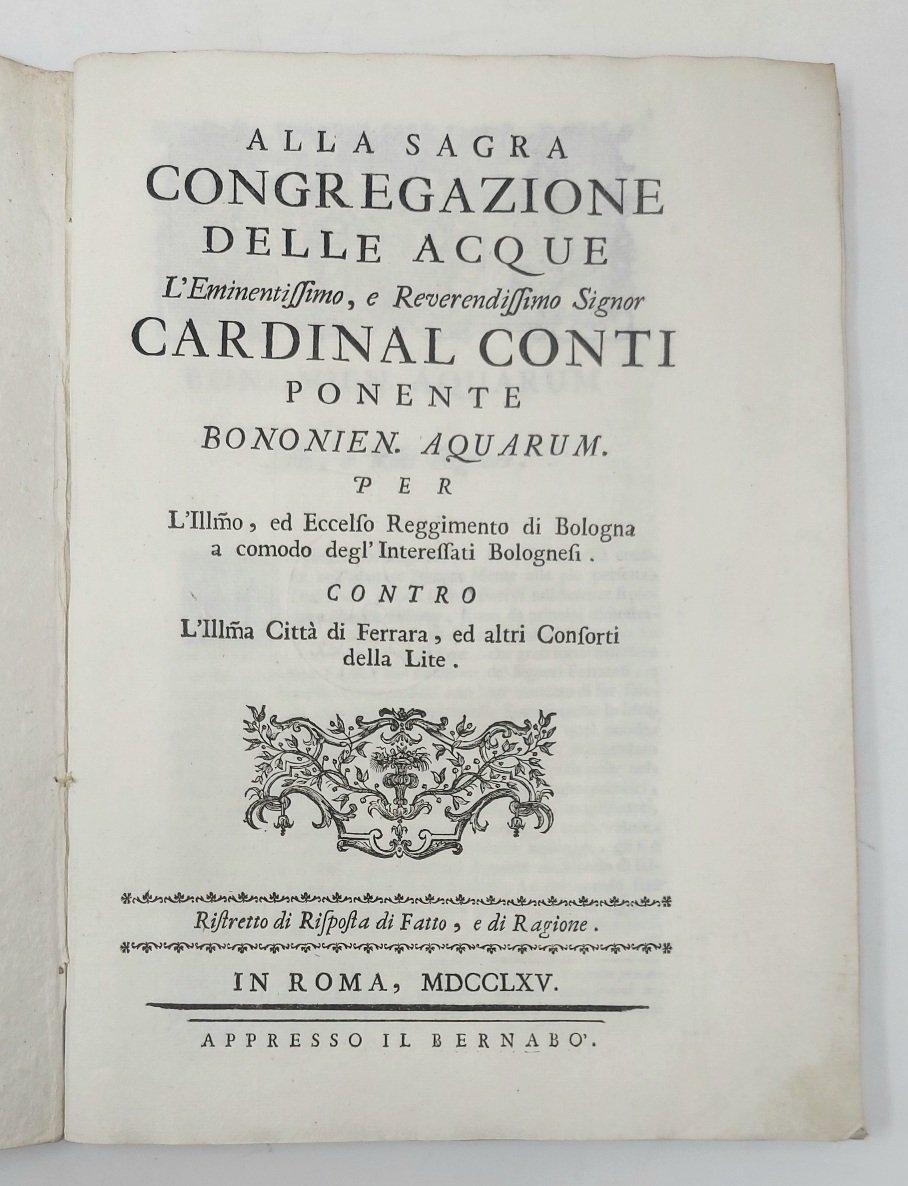 ALLA SAGRA
CONGREGAZIONE
DELLE ACQUE
L'Eminentiſſimo, e Reverendiſſimo Signor
CARDINAL CONTI
PONENTE
BONONIEN. AQUARUM.
PER
L'Illm̃o, ed Eccelſo Reggimento di Bologna
a comodo degl'Intereſſati Bologneſi.
CONTRO
L'Illm̃a Città di Ferrara, ed altri Conſorti
della Lite.
Riſtretto di Riſpoſta di Fatto, e di Ragione.
IN ROMA, MDCCLXV.
APPRESSO IL BERNABO'.